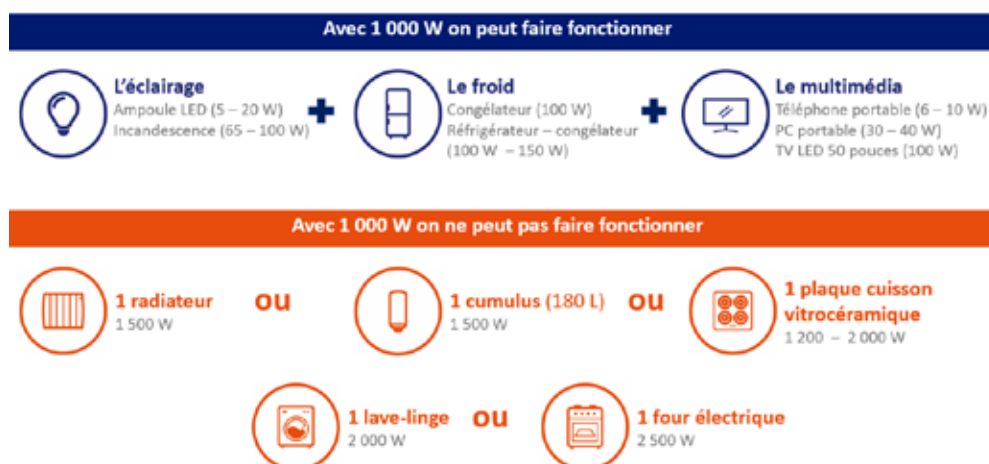 Avec 1 000 W on peut faire fonctionner
L'éclairage
Ampoule LED (5 – 20 W)
Incandescence (65 – 100 W)
+
Le froid
Congélateur (100 W)
Réfrigérateur – congélateur
(100 W – 150 W)
+
Le multimédia
Téléphone portable (6 – 10 W)
PC portable (30 – 40 W)
TV LED 50 pouces (100 W)
Avec 1 000 W on ne peut pas faire fonctionner
1 radiateur
1 500 W
ou
1 cumulus (180 L)
1 500 W
ou
1 plaque cuisson
vitrocéramique
1 200 – 2 000 W
1 lave-linge
2 000 W
ou
1 four électrique
2 500 W